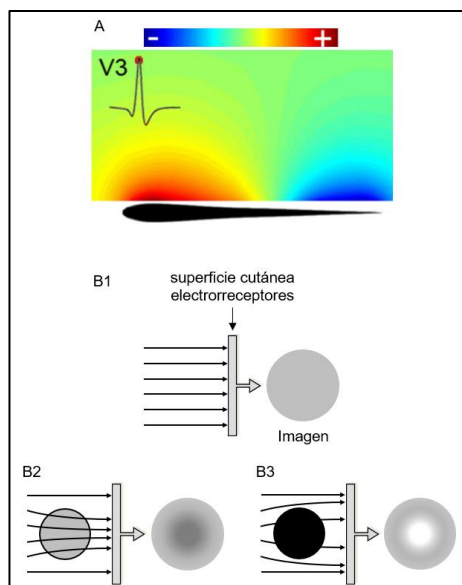 A
- +
V3
B1
superficie cutánea
electrorreceptores
Imagen
B2
B3